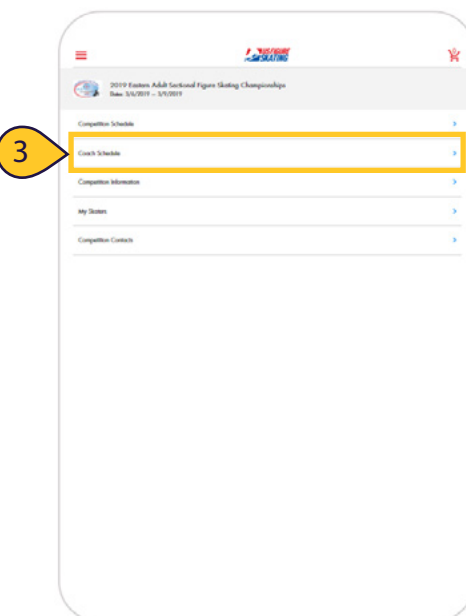 US FIGURE
SKATING
2019 Eastern Adult Sectional Figure Skating Championships
Date: 3/6/2019 – 3/9/2019
Competition Schedule
3
Coach Schedule
Competition Information
My Skaters
Competition Contacts